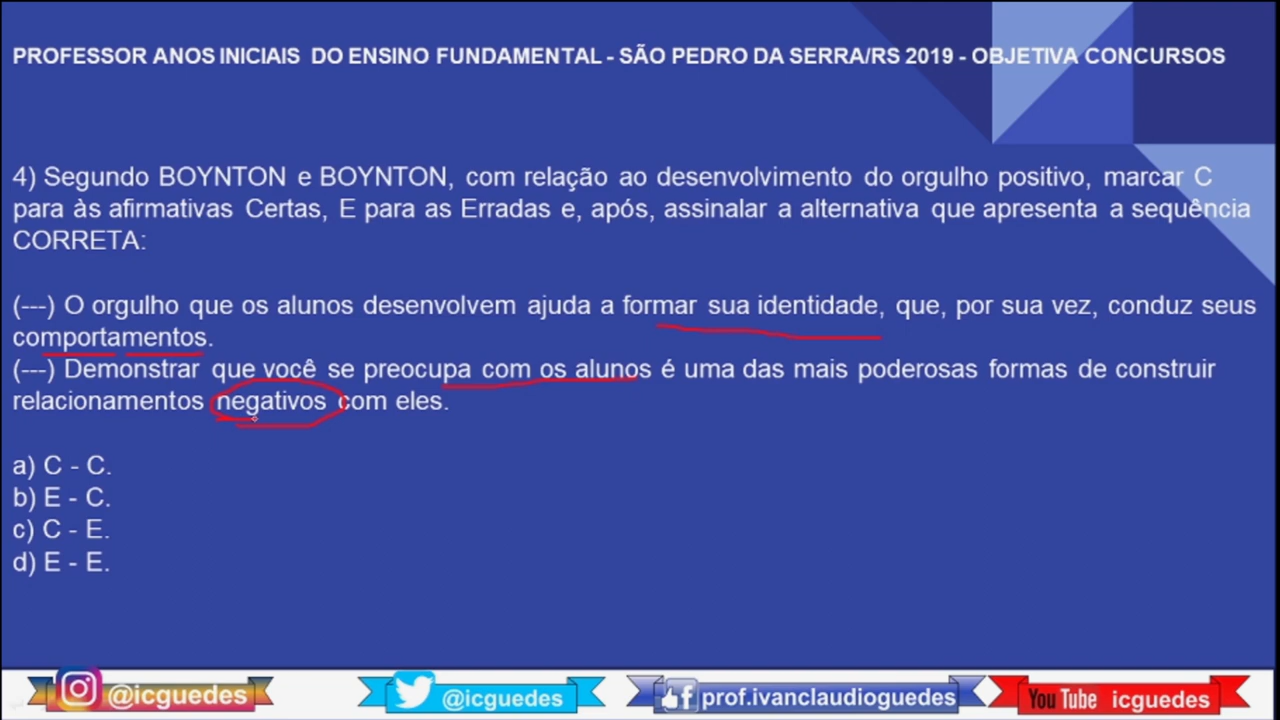 PROFESSOR ANOS INICIAIS DO ENSINO FUNDAMENTAL - SÃO PEDRO DA SERRA/RS 2019 - OBJETIVA CONCURSOS
4) Segundo BOYNTON e BOYNTON, com relação ao desenvolvimento do orgulho positivo, marcar C
para às afirmativas Certas, E para as Erradas e, após, assinalar a alternativa que apresenta a sequência
CORRETA:
(---) O orgulho que os alunos desenvolvem ajuda a formar sua identidade, que, por sua vez, conduz seus
comportamentos.
(---) Demonstrar que você se preocupa com os alunos é uma das mais poderosas formas de construir
relacionamentos negativos com eles.
a) C - C.
b) E - C.
c) C - E.
d) E - E.
@icguedes @icguedes prof.ivanclaudioguedes You Tube icguedes